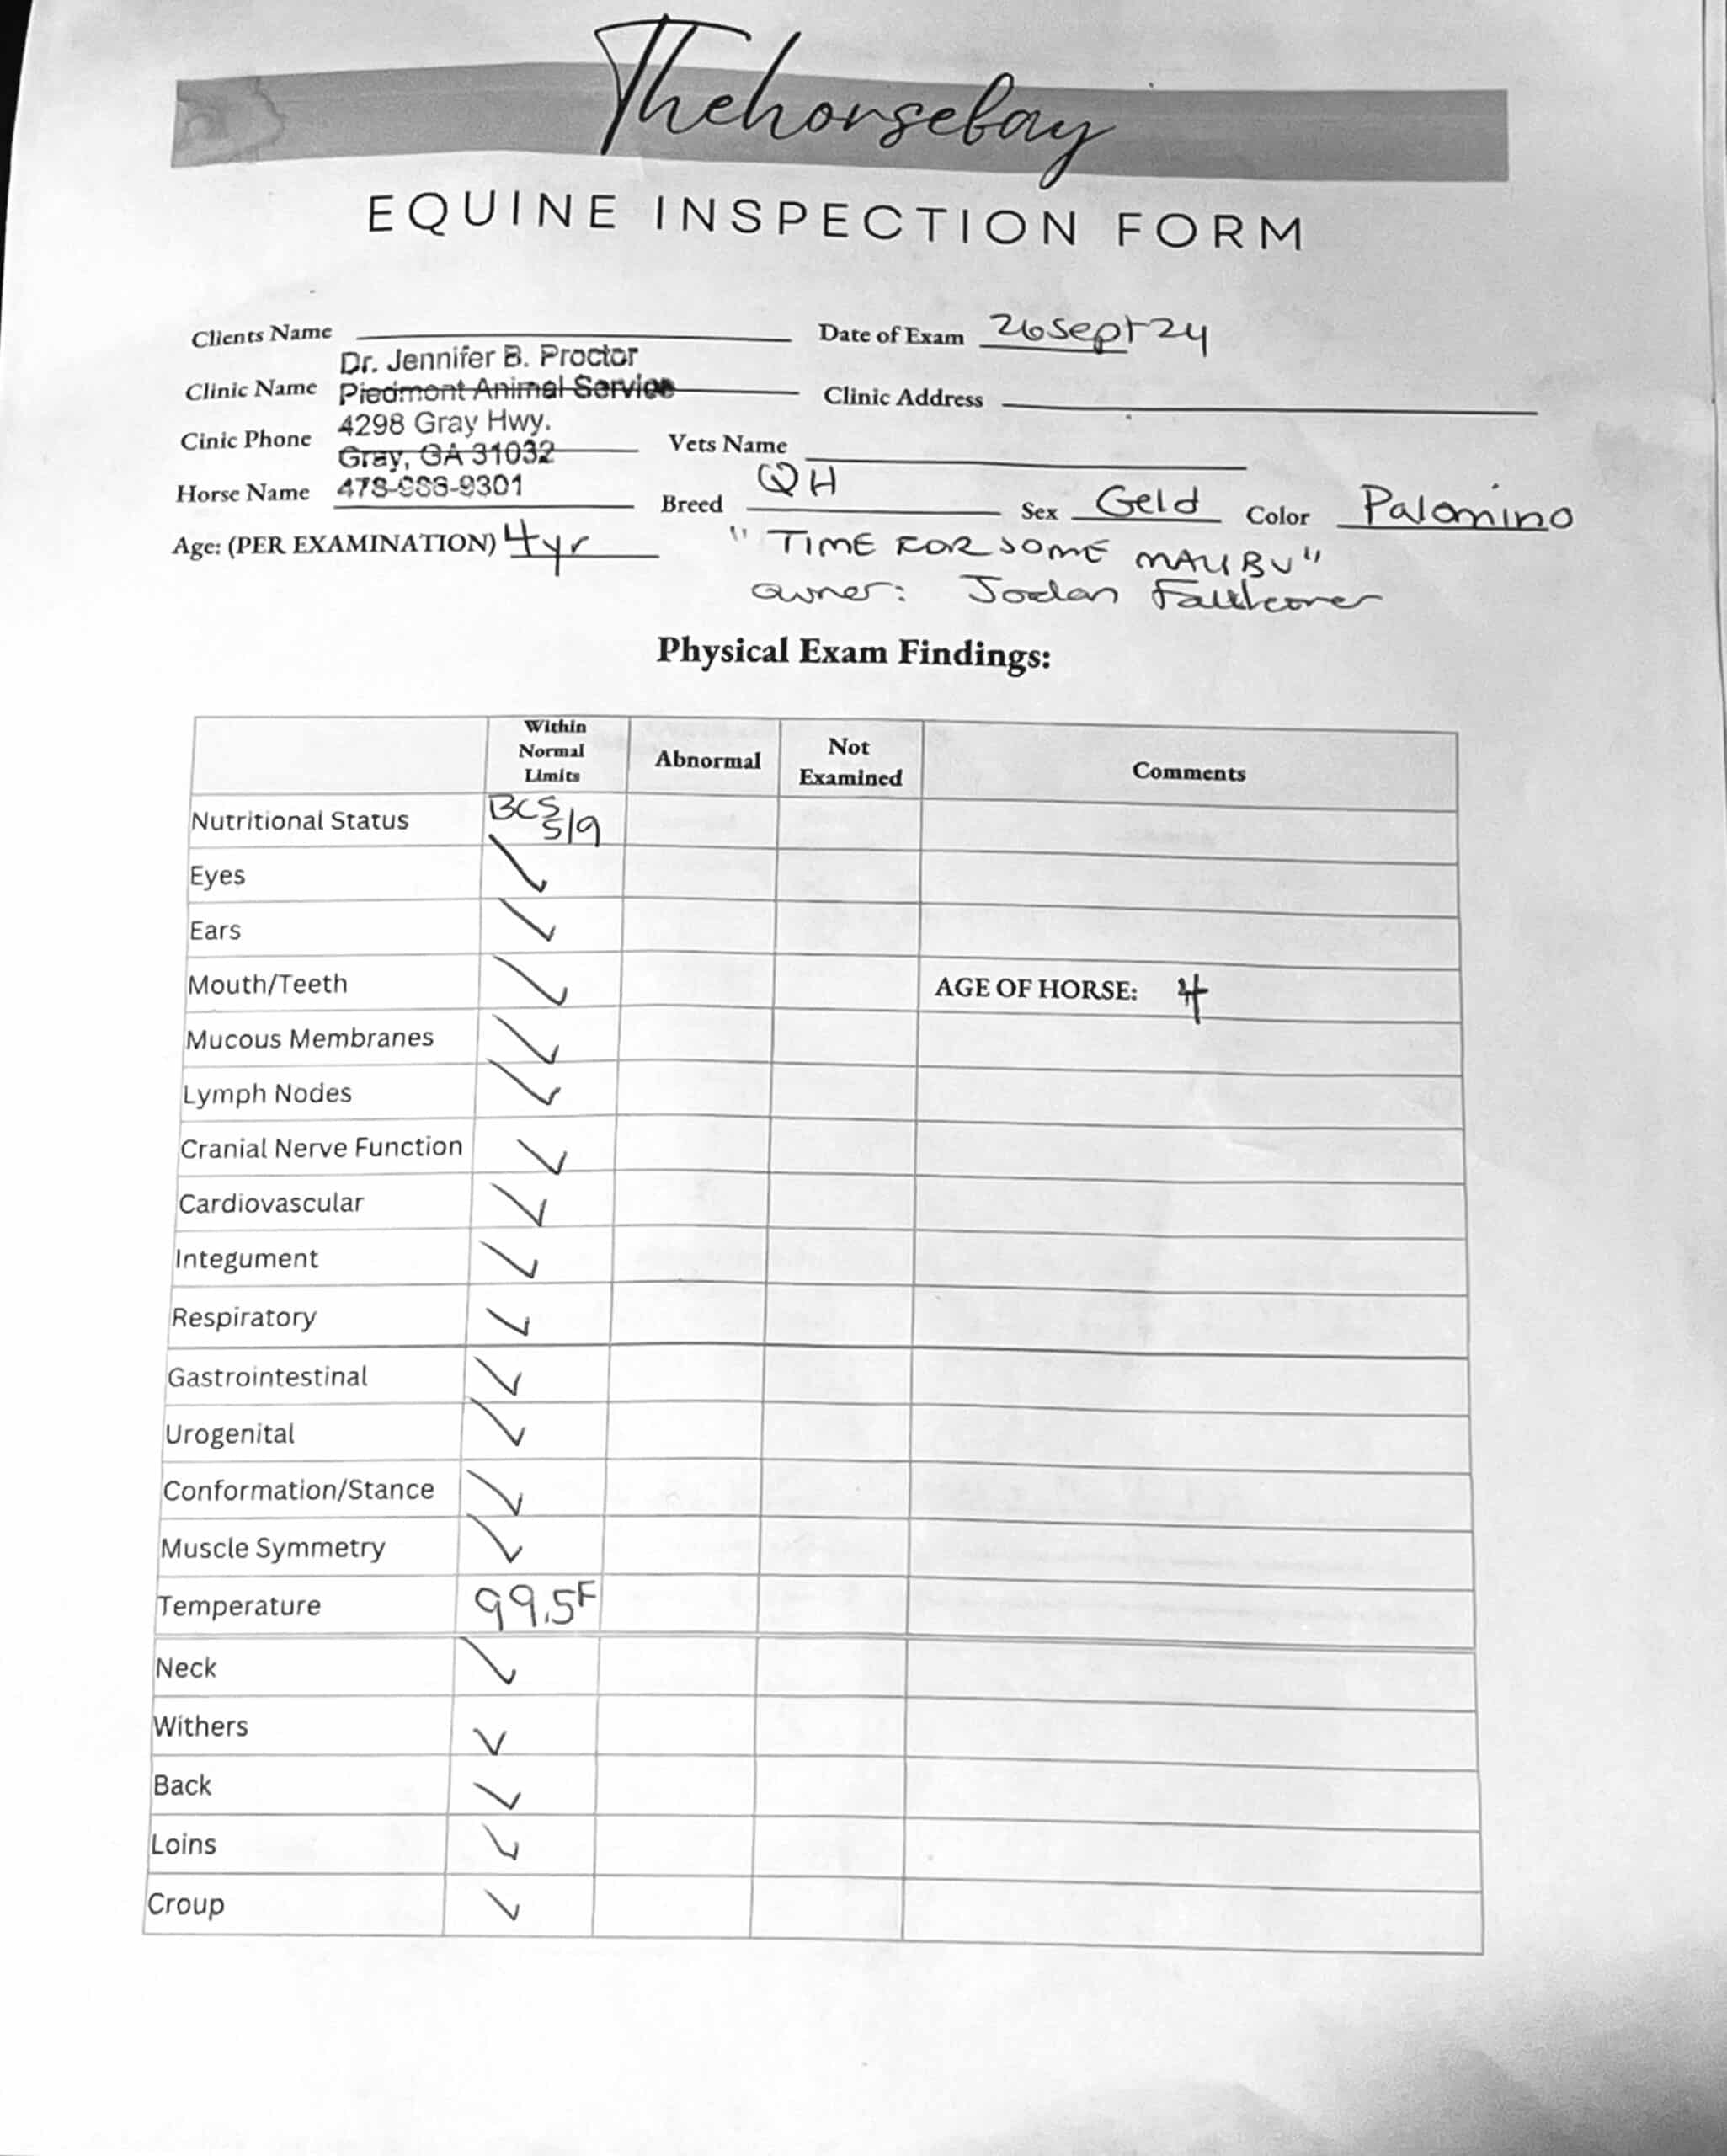 Thehorsebay
EQUINE INSPECTION FORM
Clients Name Date of Exam 26Sept24
Dr. Jennifer B. Proctor
Clinic Name Piedmont Animal Service Clinic Address
4298 Gray Hwy.
Cinic Phone Vets Name
Gray, GA 31032
Horse Name Breed QH Sex Geld Color Palomino
Age: (PER EXAMINATION) 4yr "TIME FOR SOME MALIBU"
owner: Jordan
Physical Exam Findings:
Within Normal Limits Abnormal Not Examined Comments
Nutritional Status BCS 5/9
Eyes ✓
Ears ✓
Mouth/Teeth ✓ AGE OF HORSE: 4
Mucous Membranes ✓
Lymph Nodes ✓
Cranial Nerve Function ✓
Cardiovascular ✓
Integument ✓
Respiratory ✓
Gastrointestinal ✓
Urogenital ✓
Conformation/Stance ✓
Muscle Symmetry ✓
Temperature 99.5F
Neck ✓
Withers ✓
Back ✓
Loins ✓
Croup ✓